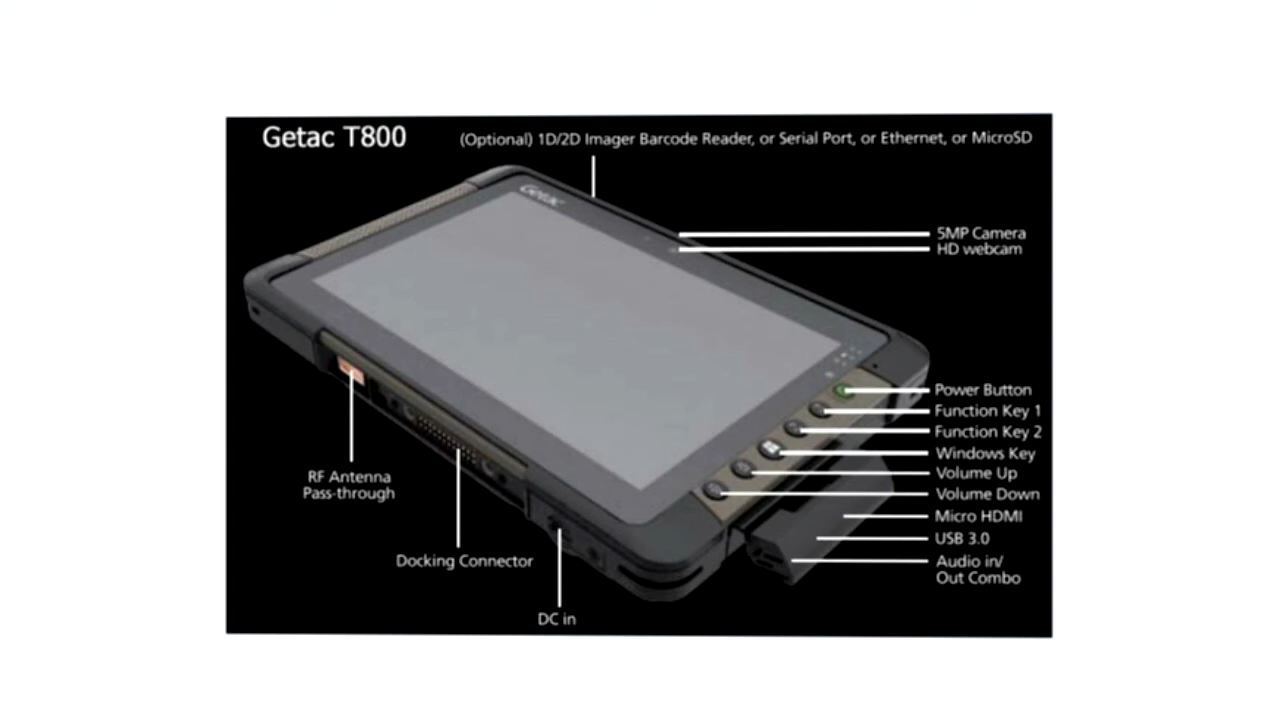 Getac T800
(Optional) 1D/2D Imager Barcode Reader, or Serial Port, or Ethernet, or MicroSD
Getac
5MP Camera
HD webcam
Power Button
Function Key 1
Function Key 2
Windows Key
Volume Up
Volume Down
Micro HDMI
USB 3.0
Audio in/
Out Combo
RF Antenna
Pass-through
Docking Connector
DC in